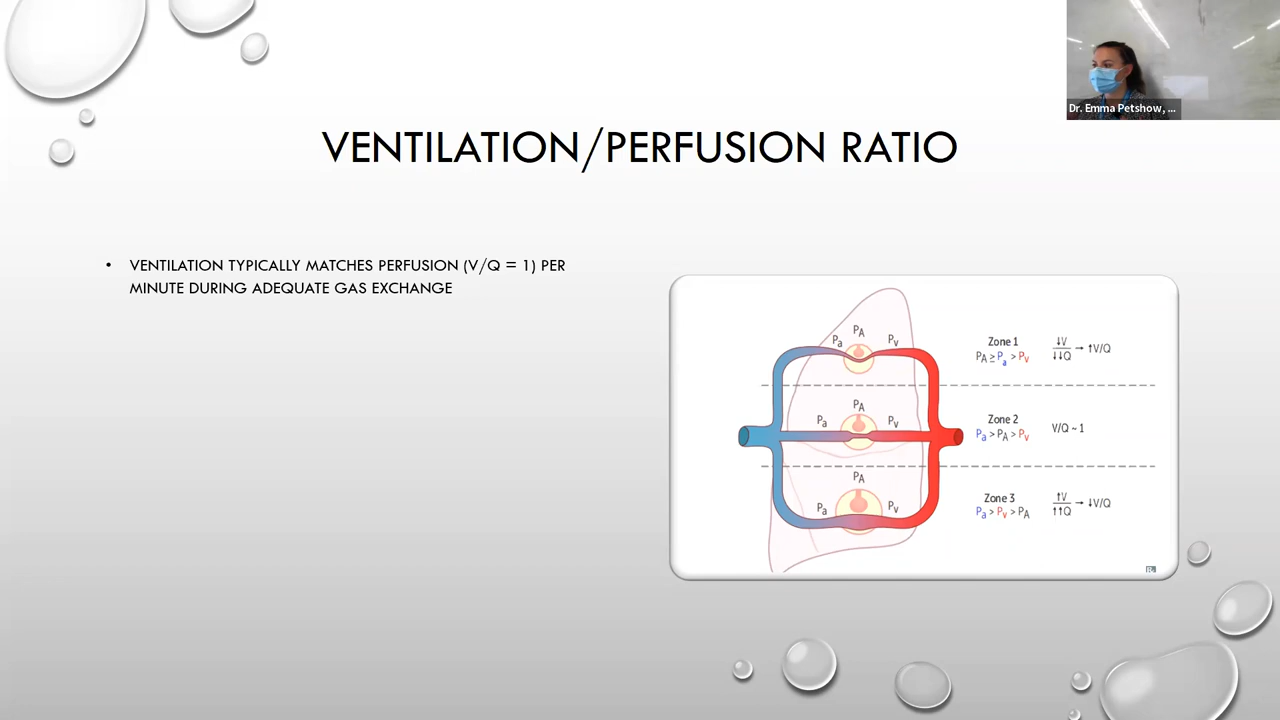 Dr. Emma Petshow, ...
VENTILATION/PERFUSION RATIO
• VENTILATION TYPICALLY MATCHES PERFUSION (V/Q = 1) PER
MINUTE DURING ADEQUATE GAS EXCHANGE
PA
Pa
Pv
Zone 1
PA ≥ Pa > Pv
↓V
↓↓Q
→ ↑V/Q
PA
Pa
Pv
Zone 2
Pa > PA > Pv
V/Q ~ 1
PA
Pa
Pv
Zone 3
Pa > Pv > PA
↑V
↑↑Q
→ ↓V/Q